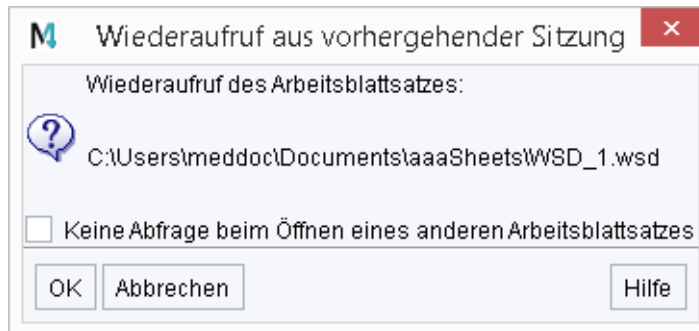 M4 Wiederaufruf aus vorhergehender Sitzung
Wiederaufruf des Arbeitsblattsatzes:
C:\Users\meddoc\Documents\aaaSheets\WSD_1.wsd
Keine Abfrage beim Öffnen eines anderen Arbeitsblattsatzes
OK Abbrechen Hilfe